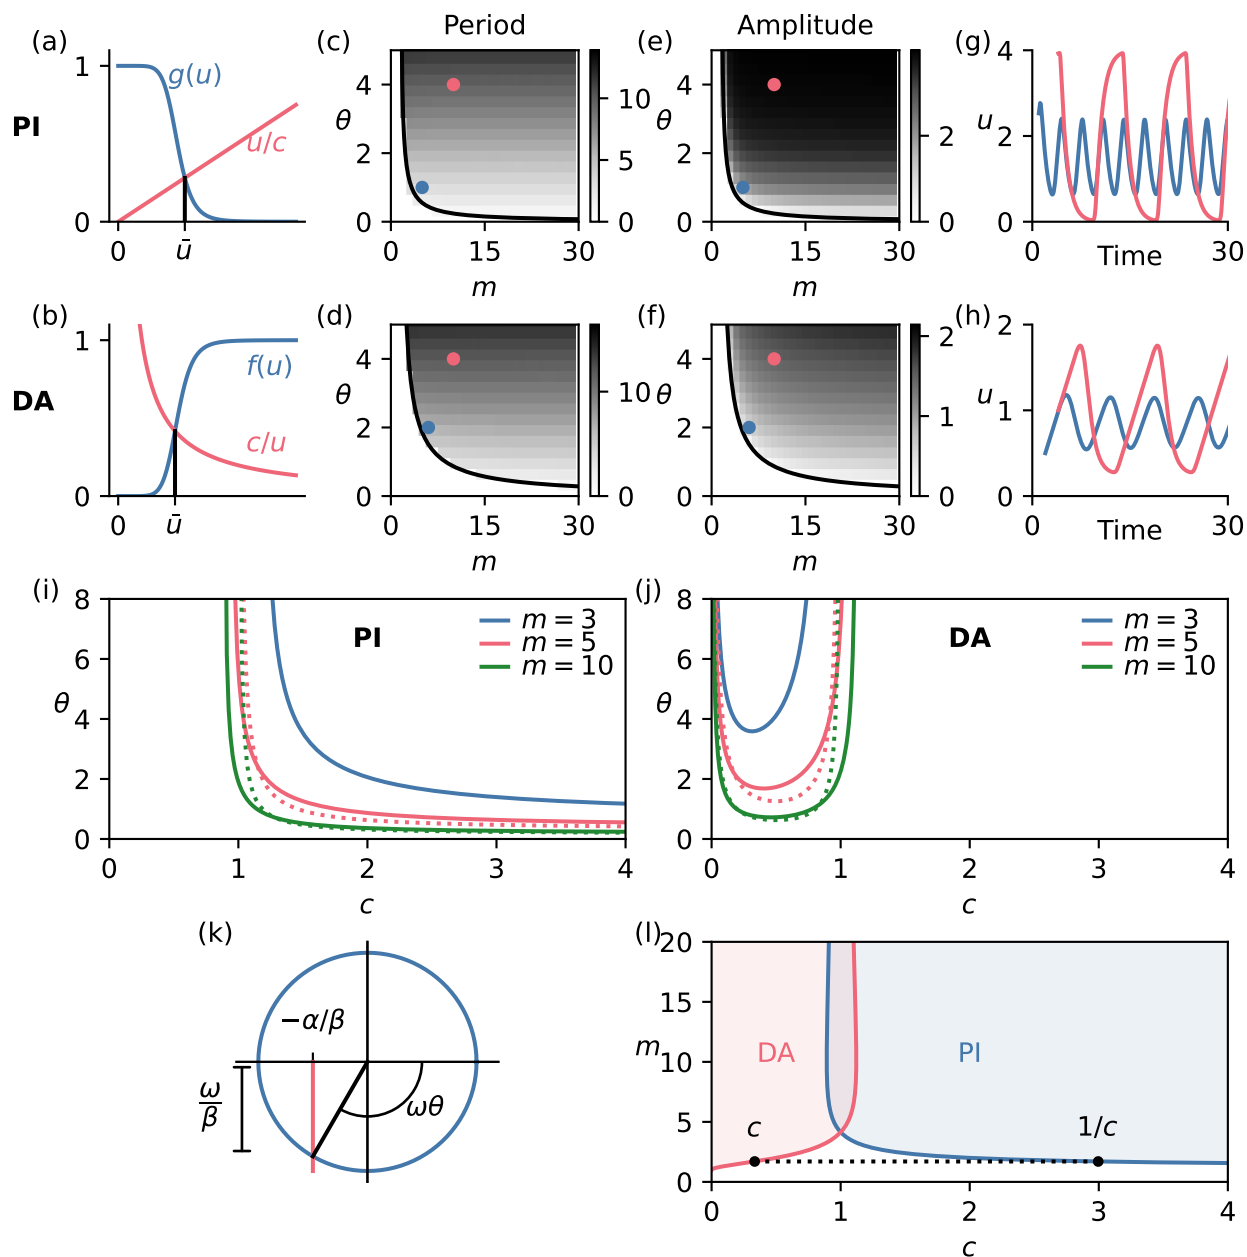 Period
Amplitude
(a)
(c)
(e)
(g)
PI
1
0
g(u)
u/c
0
ū
θ
4
2
0
0
15
30
m
10
5
0
θ
4
2
0
0
15
30
m
2
0
u
4
2
0
0
30
Time
(b)
(d)
(f)
(h)
DA
1
0
f(u)
c/u
0
ū
θ
4
2
0
0
15
30
m
10
0
θ
4
2
0
0
15
30
m
2
1
0
u
2
1
0
0
30
Time
(i)
(j)
8
6
θ
4
2
0
PI
m = 3
m = 5
m = 10
0
1
2
3
4
c
8
6
θ
4
2
0
DA
m = 3
m = 5
m = 10
0
1
2
3
4
c
(k)
(l)
−α/β
ω/β
ωθ
20
15
m
10
5
0
DA
PI
c
1/c
0
1
2
3
4
c